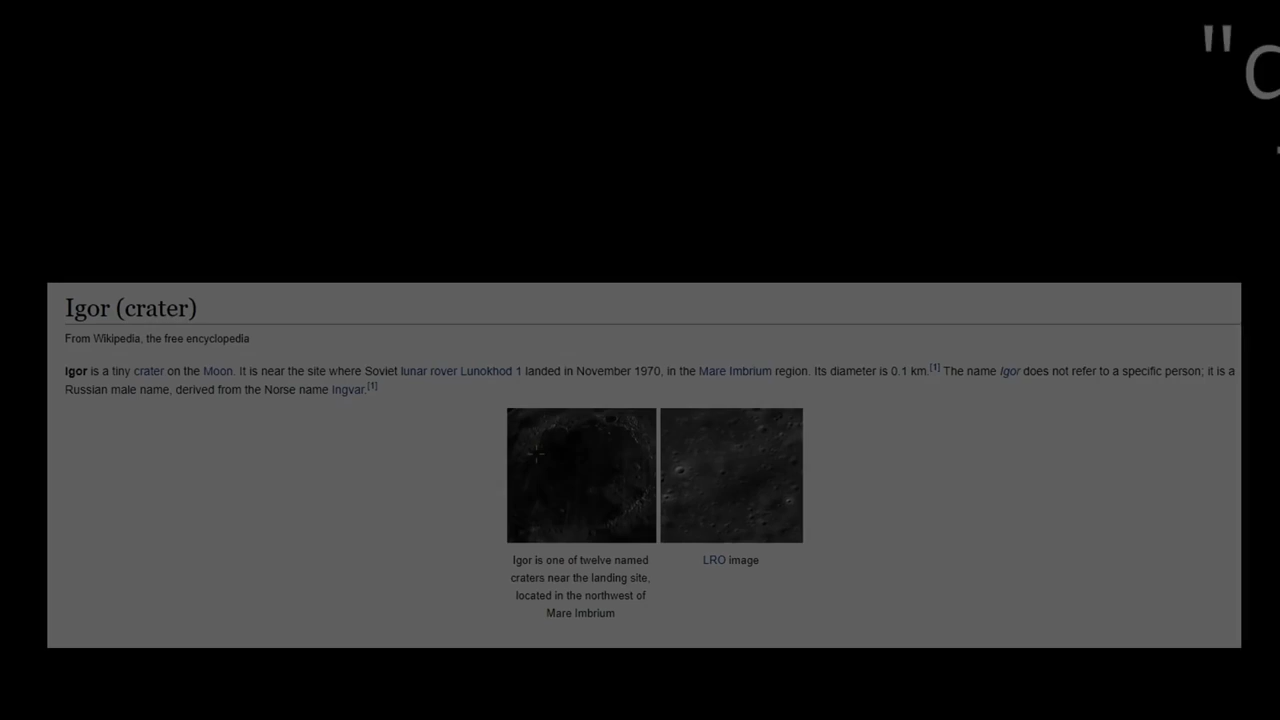 "c
Igor (crater)
From Wikipedia, the free encyclopedia
Igor is a tiny crater on the Moon. It is near the site where Soviet lunar rover Lunokhod 1 landed in November 1970, in the Mare Imbrium region. Its diameter is 0.1 km.[1] The name Igor does not refer to a specific person; it is a
Russian male name, derived from the Norse name Ingvar.[1]
Igor is one of twelve named
craters near the landing site,
located in the northwest of
Mare Imbrium
LRO image